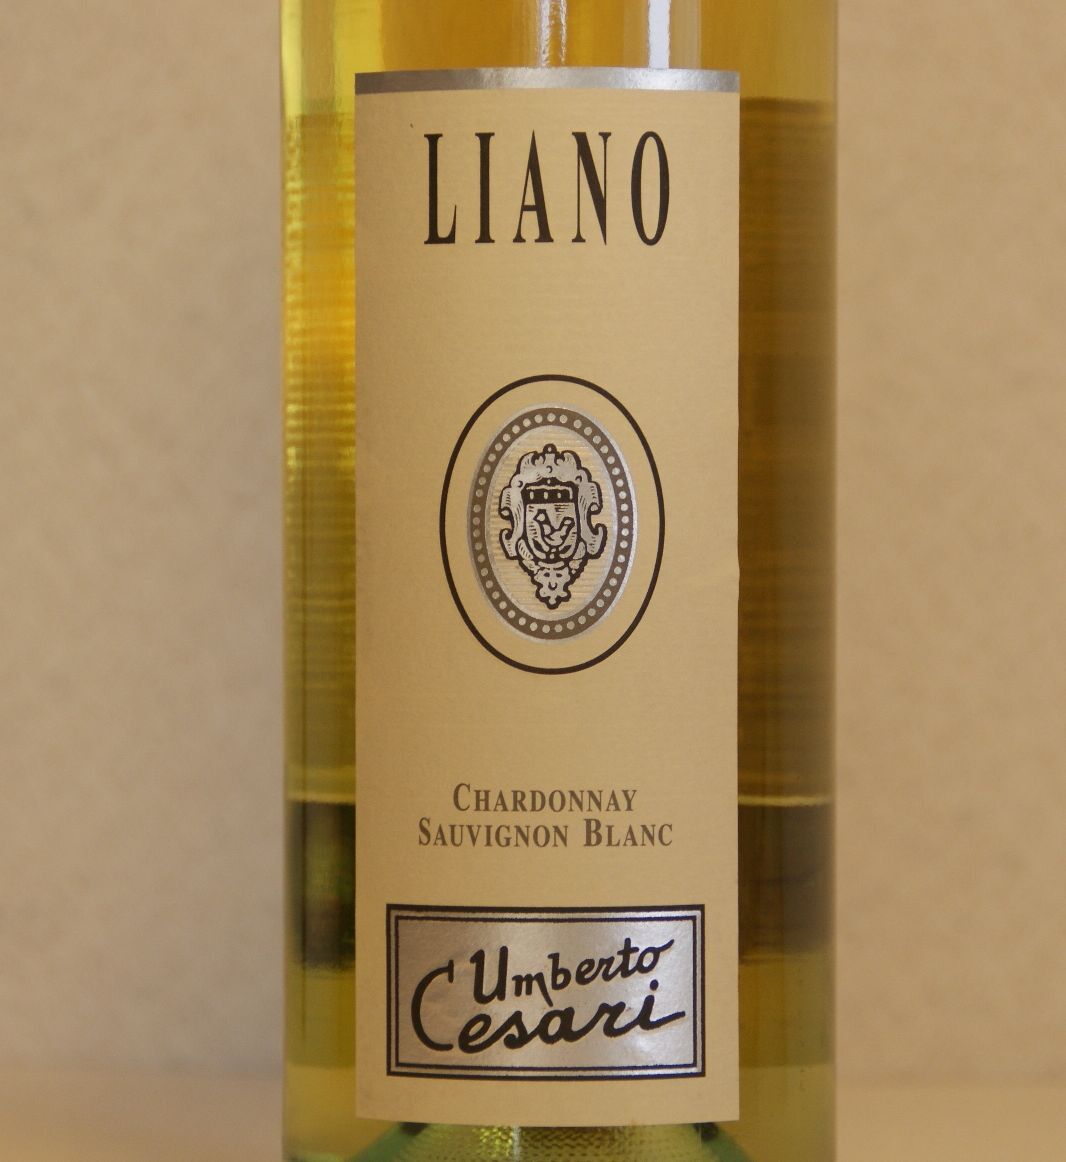 LIANO
CHARDONNAY
SAUVIGNON BLANC
Umberto
Cesari